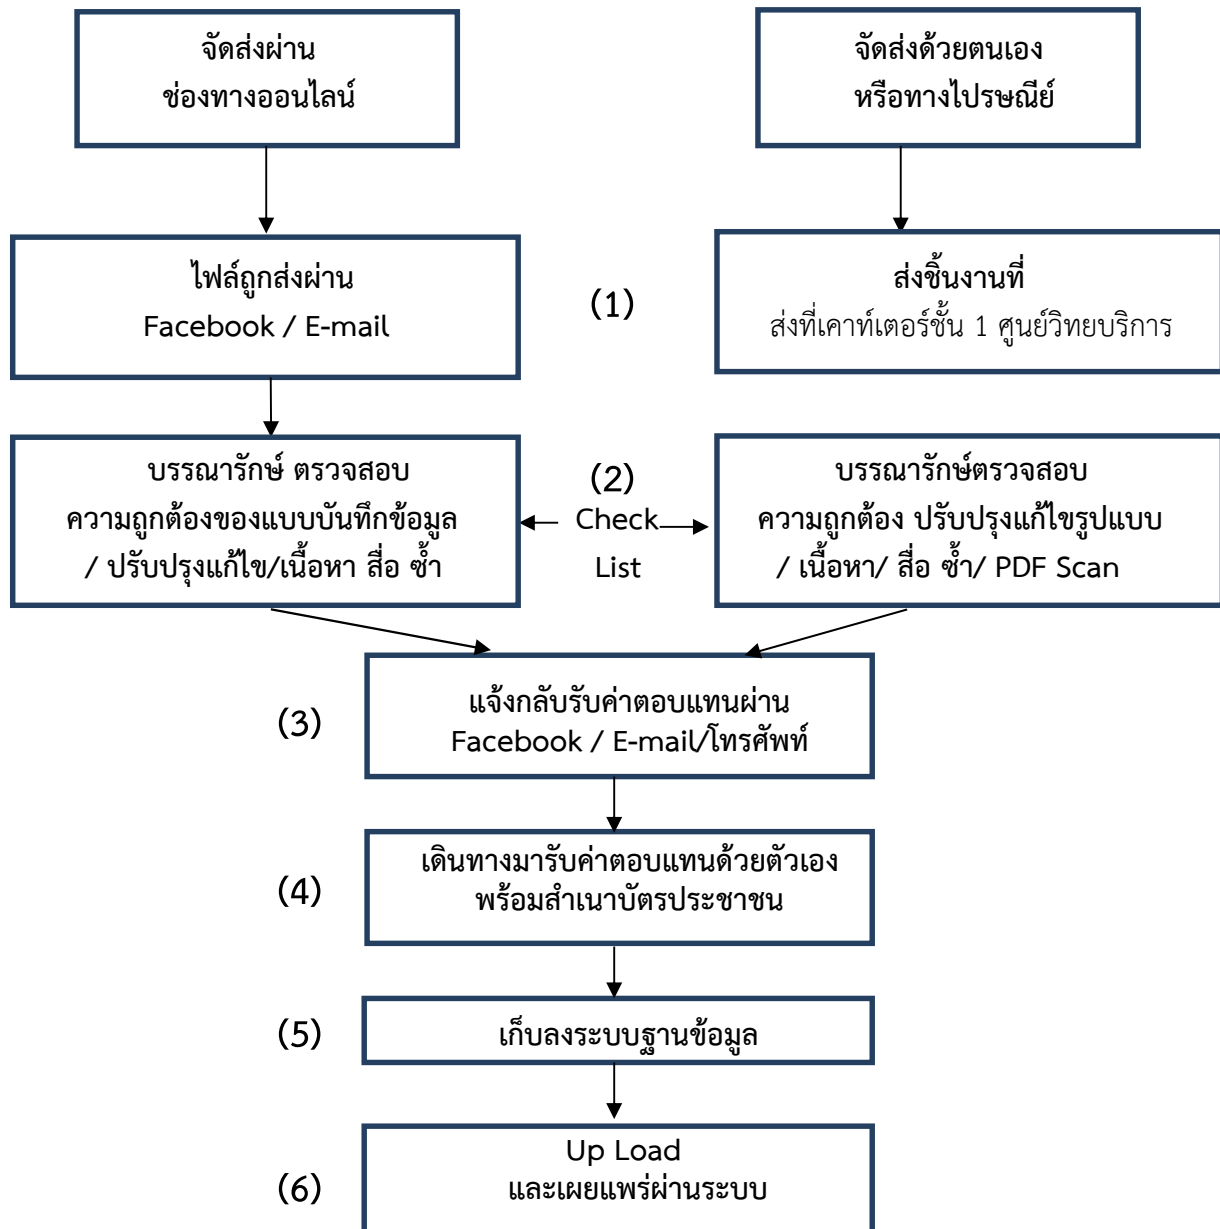 จัดส่งผ่าน
ช่องทางออนไลน์
จัดส่งด้วยตนเอง
หรือทางไปรษณีย์
ไฟล์ถูกส่งผ่าน
Facebook / E-mail
(1)
ส่งชิ้นงานที่
ส่งที่เคาท์เตอร์ชั้น 1 ศูนย์วิทยบริการ
บรรณารักษ์ ตรวจสอบ
ความถูกต้องของแบบบันทึกข้อมูล
/ ปรับปรุงแก้ไข/เนื้อหา สื่อ ซ้ำ
(2)
Check
List
บรรณารักษ์ตรวจสอบ
ความถูกต้อง ปรับปรุงแก้ไขรูปแบบ
/ เนื้อหา/ สื่อ ซ้ำ/ PDF Scan
(3)
แจ้งกลับรับค่าตอบแทนผ่าน
Facebook / E-mail/โทรศัพท์
(4)
เดินทางมารับค่าตอบแทนด้วยตัวเอง
พร้อมสำเนาบัตรประชาชน
(5)
เก็บลงระบบฐานข้อมูล
(6)
Up Load
และเผยแพร่ผ่านระบบ